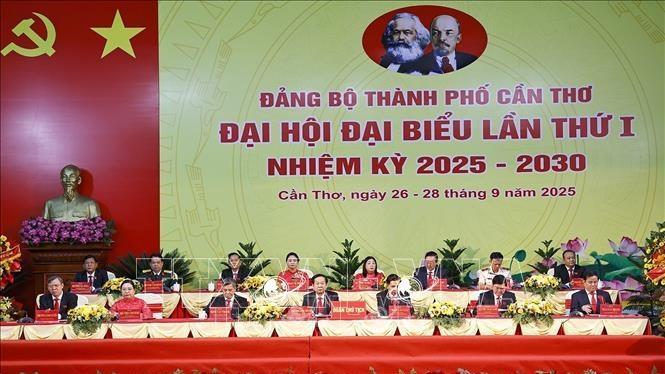 ĐẢNG BỘ THÀNH PHỐ CẦN THƠ
ĐẠI HỘI ĐẠI BIỂU LẦN THỨ I
NHIỆM KỲ 2025 - 2030
Cần Thơ, ngày 26 - 28 tháng 9 năm 2025
ĐOÀN CHỦ TỊCH